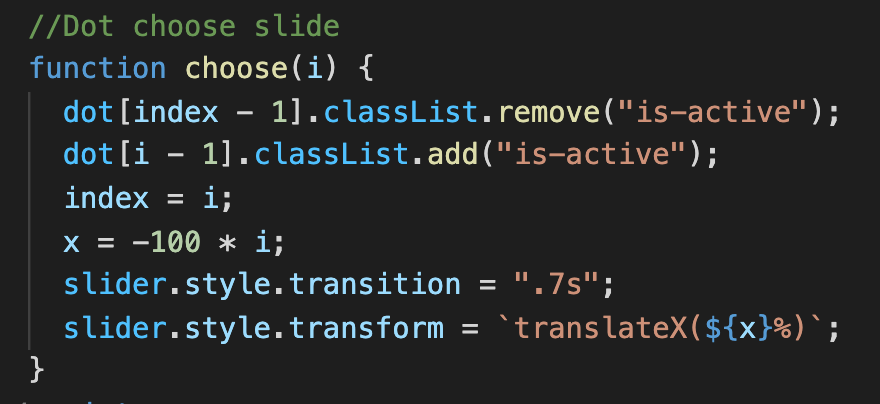 //Dot choose slide
function choose(i) {
dot[index - 1].classList.remove("is-active");
dot[i - 1].classList.add("is-active");
index = i;
x = -100 * i;
slider.style.transition = ".7s";
slider.style.transform = `translateX(${x}%)`;
}